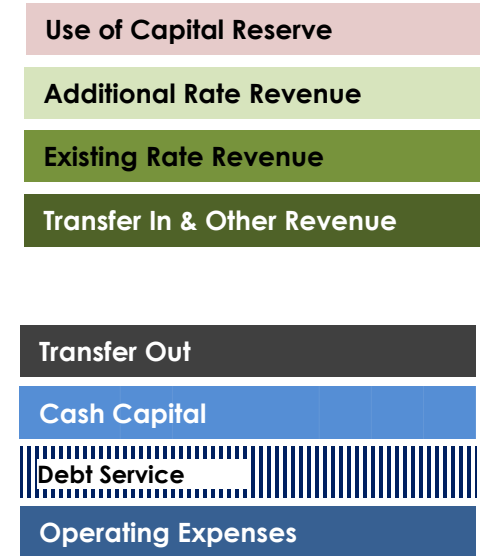 Use of Capital Reserve
Additional Rate Revenue
Existing Rate Revenue
Transfer In & Other Revenue
Transfer Out
Cash Capital
Debt Service
Operating Expenses